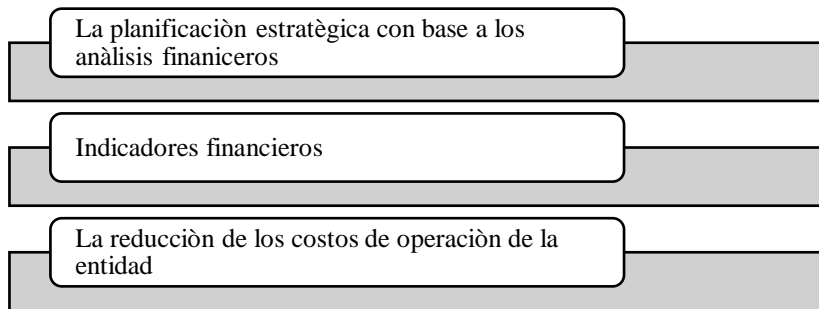 La planificaciòn estratègica con base a los
anàlisis finaniceros
Indicadores financieros
La reducciòn de los costos de operaciòn de la
entidad